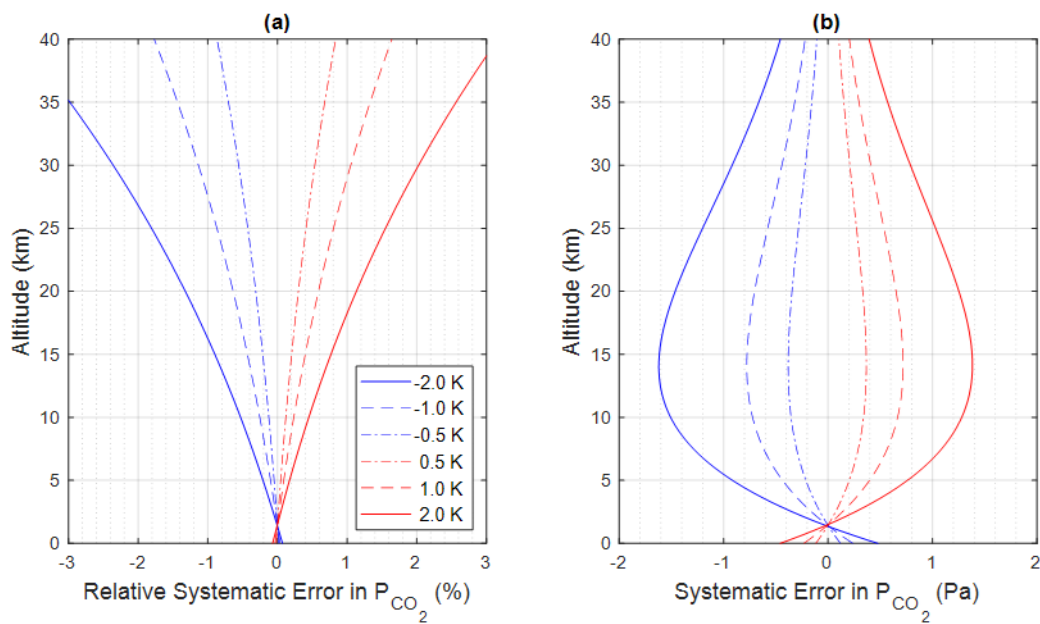 (a)
40
35
30
25
20
15
10
5
0
Altitude (km)
-3 -2 -1 0 1 2 3
Relative Systematic Error in P_CO_2 (%)
-2.0 K
-1.0 K
-0.5 K
0.5 K
1.0 K
2.0 K
(b)
40
35
30
25
20
15
10
5
0
Altitude (km)
-2 -1 0 1 2
Systematic Error in P_CO_2 (Pa)